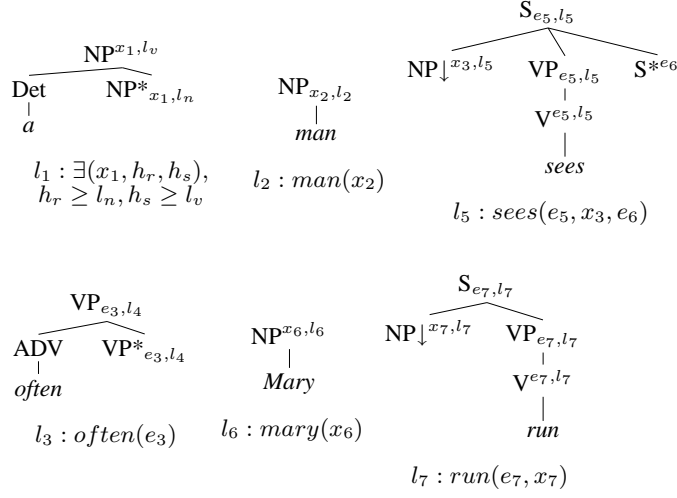 S_{e_5,l_5}
NP^{x_1,l_v}
NP↓^{x_3,l_5} VP_{e_5,l_5} S*^{e_6}
Det NP*_{x_1,l_n}
NP_{x_2,l_2}
V^{e_5,l_5}
a
man
sees
l_1 : ∃(x_1, h_r, h_s),
h_r ≥ l_n, h_s ≥ l_v
l_2 : man(x_2)
l_5 : sees(e_5, x_3, e_6)
S_{e_7,l_7}
VP_{e_3,l_4}
NP↓^{x_7,l_7} VP_{e_7,l_7}
ADV VP*_{e_3,l_4}
NP^{x_6,l_6}
V^{e_7,l_7}
often
Mary
run
l_3 : often(e_3)
l_6 : mary(x_6)
l_7 : run(e_7, x_7)